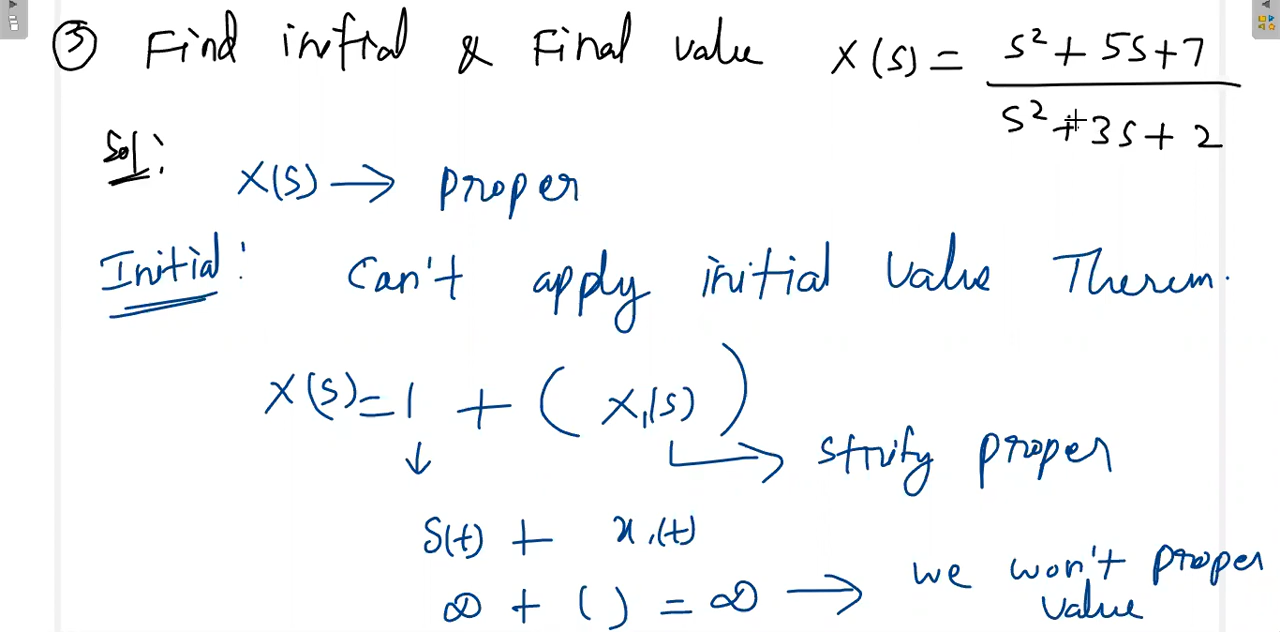 ③ Find initial & Final value X(s) = (s² + 5s + 7) / (s² + 3s + 2)
Sol:
X(s) → proper
Initial: Can't apply initial value Therem.
X(s) = 1 + ( X₁(s) )
↓ → strictly proper
δ(t) + x₁(t)
∞ + ( ) = ∞ → we won't proper
value